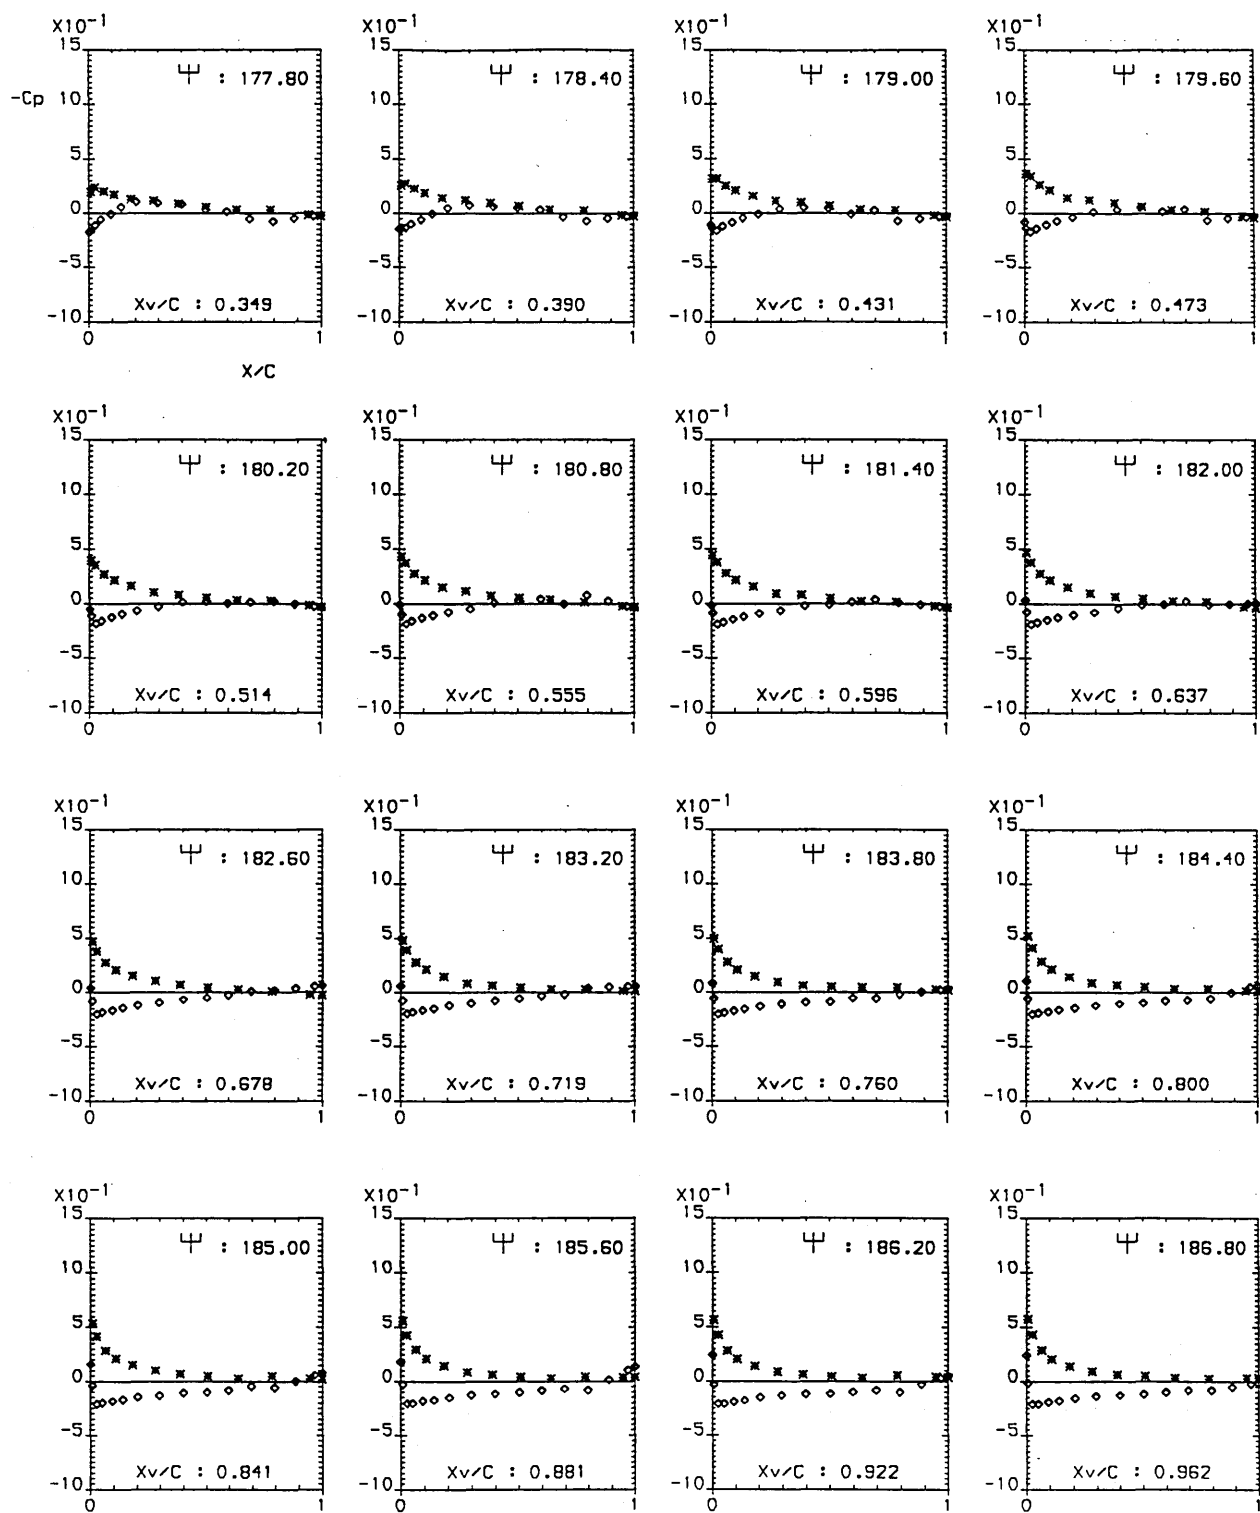 X10⁻¹ X10⁻¹ X10⁻¹ X10⁻¹
15 15 15 15
Ψ : 177.80 Ψ : 178.40 Ψ : 179.00 Ψ : 179.60
-Cp 10 10 10 10
5 5 5 5
0 0 0 0
-5 -5 -5 -5
Xv/C : 0.349 Xv/C : 0.390 Xv/C : 0.431 Xv/C : 0.473
-10 -10 -10 -10
0 1 0 1 0 1 0 1
X/C
X10⁻¹ X10⁻¹ X10⁻¹ X10⁻¹
15 15 15 15
Ψ : 180.20 Ψ : 180.80 Ψ : 181.40 Ψ : 182.00
10 10 10 10
5 5 5 5
0 0 0 0
-5 -5 -5 -5
Xv/C : 0.514 Xv/C : 0.555 Xv/C : 0.596 Xv/C : 0.637
-10 -10 -10 -10
0 1 0 1 0 1 0 1
X10⁻¹ X10⁻¹ X10⁻¹ X10⁻¹
15 15 15 15
Ψ : 182.60 Ψ : 183.20 Ψ : 183.80 Ψ : 184.40
10 10 10 10
5 5 5 5
0 0 0 0
-5 -5 -5 -5
Xv/C : 0.678 Xv/C : 0.719 Xv/C : 0.760 Xv/C : 0.800
-10 -10 -10 -10
0 1 0 1 0 1 0 1
X10⁻¹ X10⁻¹ X10⁻¹ X10⁻¹
15 15 15 15
Ψ : 185.00 Ψ : 185.60 Ψ : 186.20 Ψ : 186.80
10 10 10 10
5 5 5 5
0 0 0 0
-5 -5 -5 -5
Xv/C : 0.841 Xv/C : 0.881 Xv/C : 0.922 Xv/C : 0.962
-10 -10 -10 -10
0 1 0 1 0 1 0 1